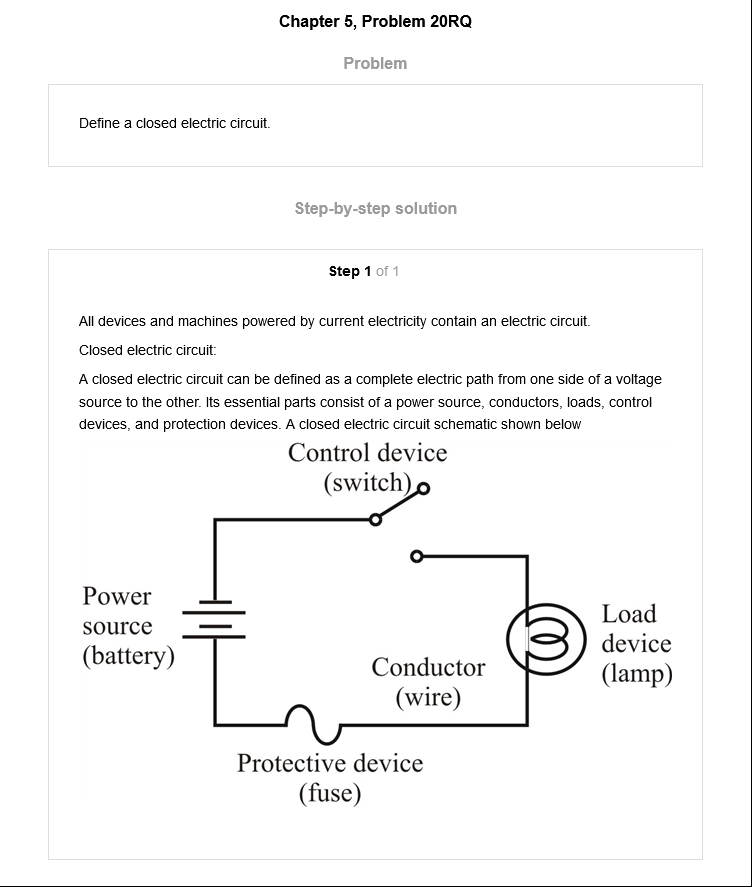 Chapter 5, Problem 20RQ
Problem
Define a closed electric circuit.
Step-by-step solution
Step 1 of 1
All devices and machines powered by current electricity contain an electric circuit.
Closed electric circuit:
A closed electric circuit can be defined as a complete electric path from one side of a voltage
source to the other. Its essential parts consist of a power source, conductors, loads, control
devices, and protection devices. A closed electric circuit schematic shown below
Control device
(switch)
Power
source
(battery)
Load
device
(lamp)
Conductor
(wire)
Protective device
(fuse)